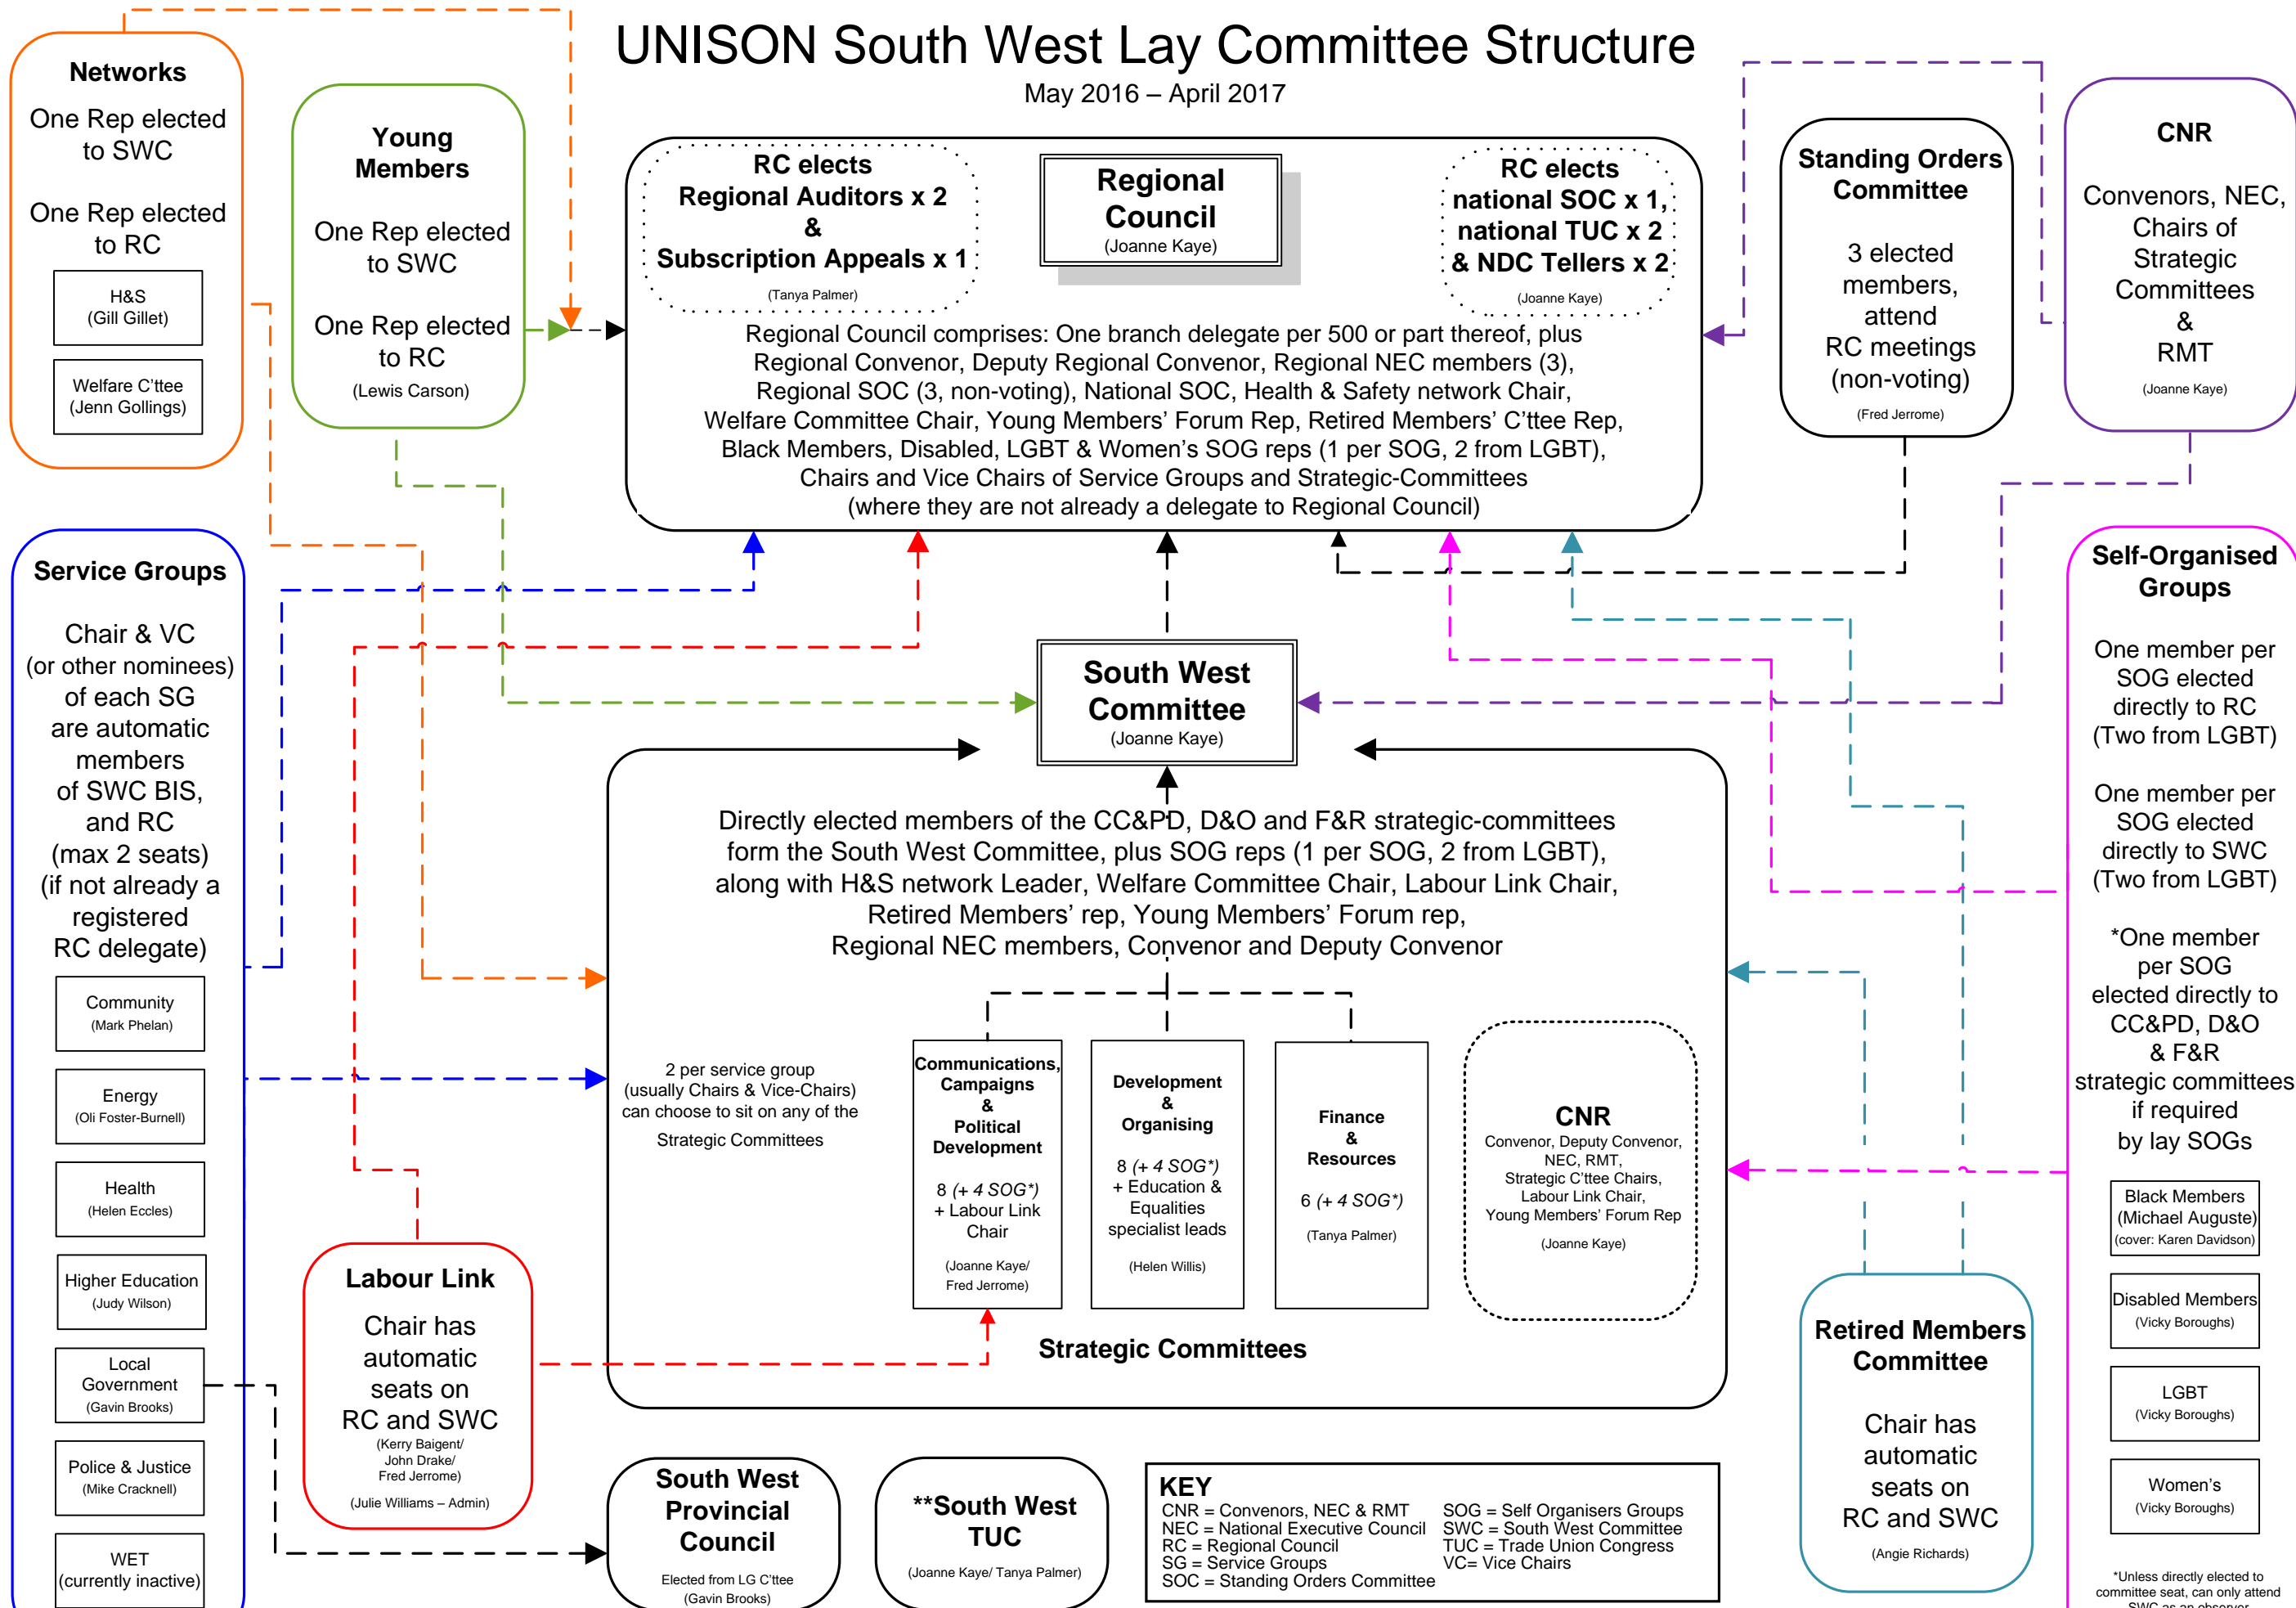 UNISON South West Lay Committee Structure
May 2016 – April 2017
Networks
One Rep elected
to SWC
One Rep elected
to RC
H&S
(Gill Gillet)
Welfare C'ttee
(Jenn Gollings)
Young
Members
One Rep elected
to SWC
One Rep elected
to RC
(Lewis Carson)
RC elects
Regional Auditors x 2
&
Subscription Appeals x 1
(Tanya Palmer)
Regional
Council
(Joanne Kaye)
RC elects
national SOC x 1,
national TUC x 2
& NDC Tellers x 2
(Joanne Kaye)
Regional Council comprises: One branch delegate per 500 or part thereof, plus
Regional Convenor, Deputy Regional Convenor, Regional NEC members (3),
Regional SOC (3, non-voting), National SOC, Health & Safety network Chair,
Welfare Committee Chair, Young Members' Forum Rep, Retired Members' C'ttee Rep,
Black Members, Disabled, LGBT & Women's SOG reps (1 per SOG, 2 from LGBT),
Chairs and Vice Chairs of Service Groups and Strategic-Committees
(where they are not already a delegate to Regional Council)
Standing Orders
Committee
3 elected
members,
attend
RC meetings
(non-voting)
(Fred Jerrome)
CNR
Convenors, NEC,
Chairs of
Strategic
Committees
&
RMT
(Joanne Kaye)
Service Groups
Chair & VC
(or other nominees)
of each SG
are automatic
members
of SWC BIS,
and RC
(max 2 seats)
(if not already a
registered
RC delegate)
Community
(Mark Phelan)
Energy
(Oli Foster-Burnell)
Health
(Helen Eccles)
Higher Education
(Judy Wilson)
Local
Government
(Gavin Brooks)
Police & Justice
(Mike Cracknell)
WET
(currently inactive)
South West
Committee
(Joanne Kaye)
Directly elected members of the CC&PD, D&O and F&R strategic-committees
form the South West Committee, plus SOG reps (1 per SOG, 2 from LGBT),
along with H&S network Leader, Welfare Committee Chair, Labour Link Chair,
Retired Members' rep, Young Members' Forum rep,
Regional NEC members, Convenor and Deputy Convenor
2 per service group
(usually Chairs & Vice-Chairs)
can choose to sit on any of the
Strategic Committees
Communications,
Campaigns
&
Political
Development
8 (+ 4 SOG*)
+ Labour Link
Chair
(Joanne Kaye/
Fred Jerrome)
Development
&
Organising
8 (+ 4 SOG*)
+ Education &
Equalities
specialist leads
(Helen Willis)
Finance
&
Resources
6 (+ 4 SOG*)
(Tanya Palmer)
CNR
Convenor, Deputy Convenor,
NEC, RMT,
Strategic C'ttee Chairs,
Labour Link Chair,
Young Members' Forum Rep
(Joanne Kaye)
Strategic Committees
Labour Link
Chair has
automatic
seats on
RC and SWC
(Kerry Baigent/
John Drake/
Fred Jerrome)
(Julie Williams – Admin)
South West
Provincial
Council
Elected from LG C'ttee
(Gavin Brooks)
**South West
TUC
(Joanne Kaye/ Tanya Palmer)
KEY
CNR = Convenors, NEC & RMT
NEC = National Executive Council
RC = Regional Council
SG = Service Groups
SOC = Standing Orders Committee
SOG = Self Organisers Groups
SWC = South West Committee
TUC = Trade Union Congress
VC= Vice Chairs
Retired Members
Committee
Chair has
automatic
seats on
RC and SWC
(Angie Richards)
Self-Organised
Groups
One member per
SOG elected
directly to RC
(Two from LGBT)
One member per
SOG elected
directly to SWC
(Two from LGBT)
*One member
per SOG
elected directly to
CC&PD, D&O
& F&R
strategic committees
if required
by lay SOGs
Black Members
(Michael Auguste)
(cover: Karen Davidson)
Disabled Members
(Vicky Boroughs)
LGBT
(Vicky Boroughs)
Women's
(Vicky Boroughs)
*Unless directly elected to
committee seat, can only attend
SWC as an observer